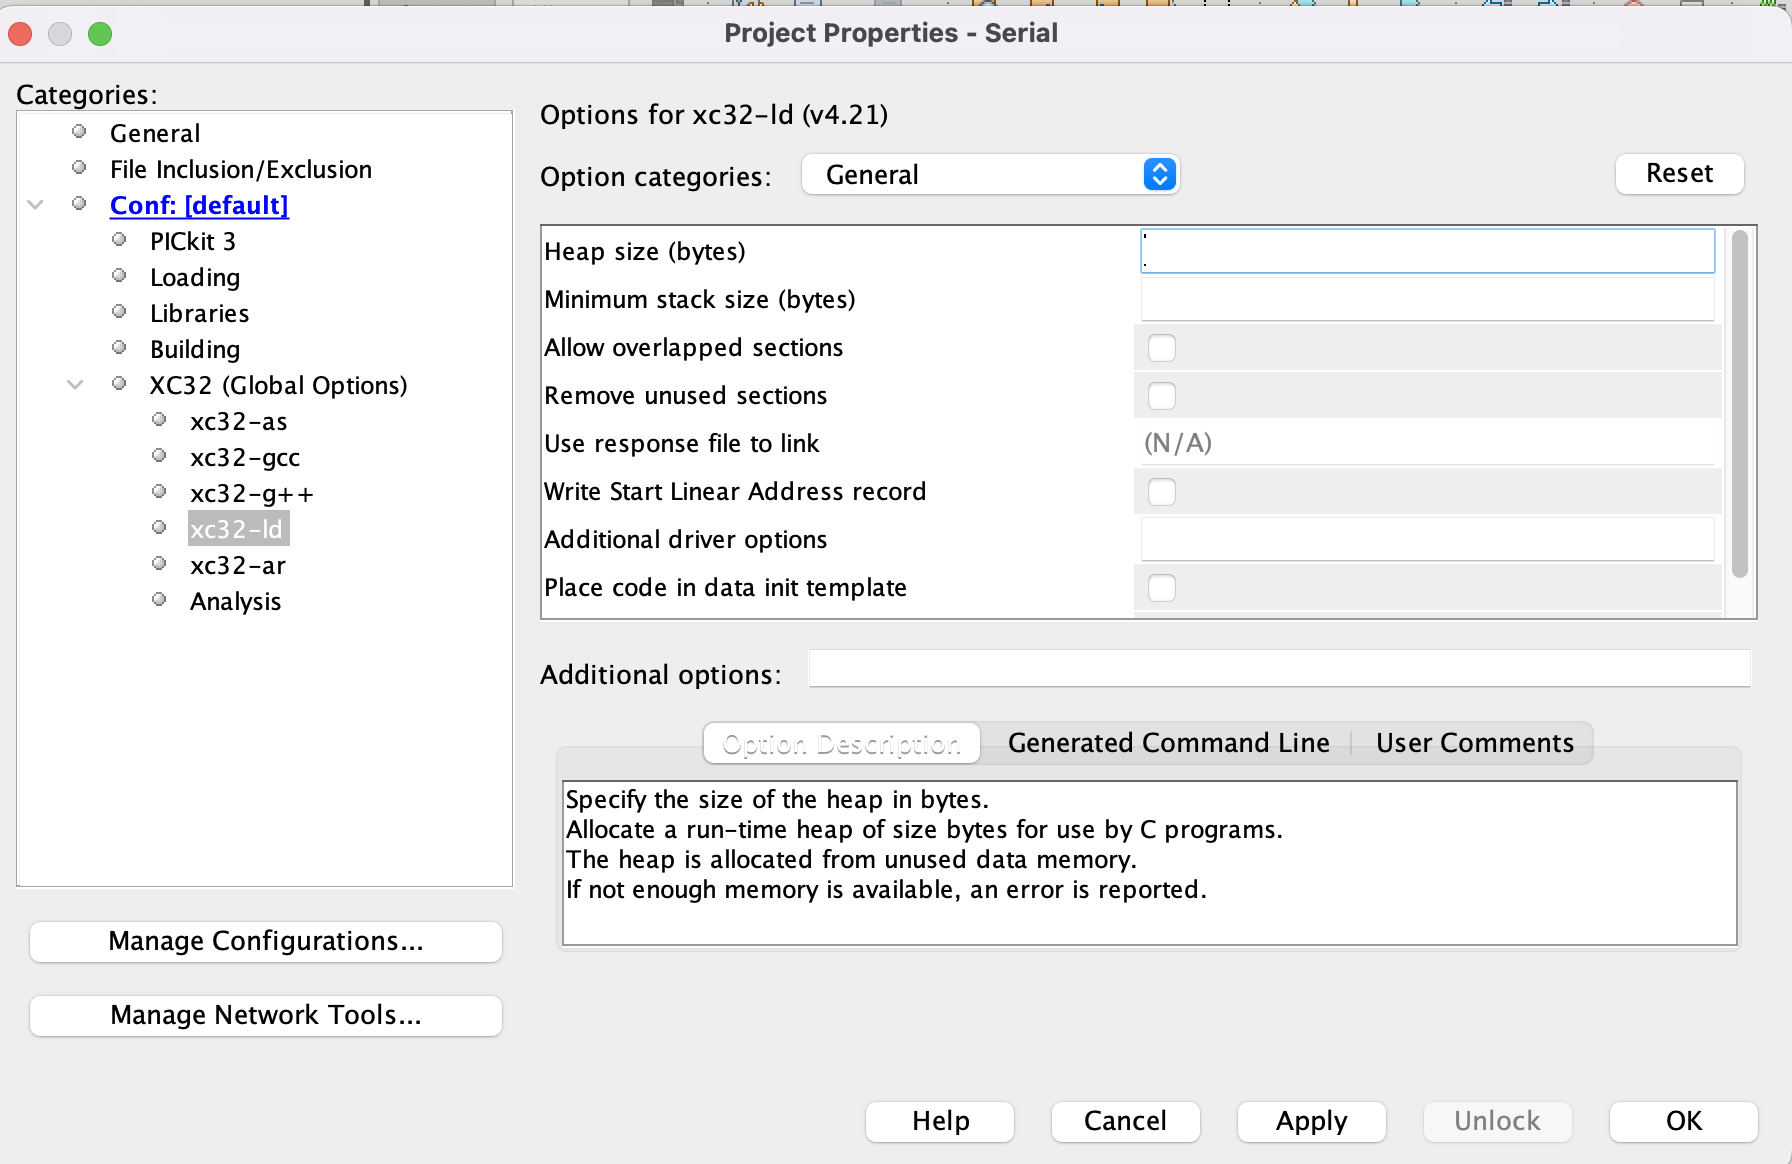 Project Properties - Serial
Categories:
General
File Inclusion/Exclusion
Conf: [default]
PICkit 3
Loading
Libraries
Building
XC32 (Global Options)
xc32-as
xc32-gcc
xc32-g++
xc32-ld
xc32-ar
Analysis
Manage Configurations...
Manage Network Tools...
Options for xc32-ld (v4.21)
Option categories: General Reset
Heap size (bytes)
Minimum stack size (bytes)
Allow overlapped sections
Remove unused sections
Use response file to link (N/A)
Write Start Linear Address record
Additional driver options
Place code in data init template
Additional options:
Option Description Generated Command Line User Comments
Specify the size of the heap in bytes.
Allocate a run-time heap of size bytes for use by C programs.
The heap is allocated from unused data memory.
If not enough memory is available, an error is reported.
Help Cancel Apply Unlock OK